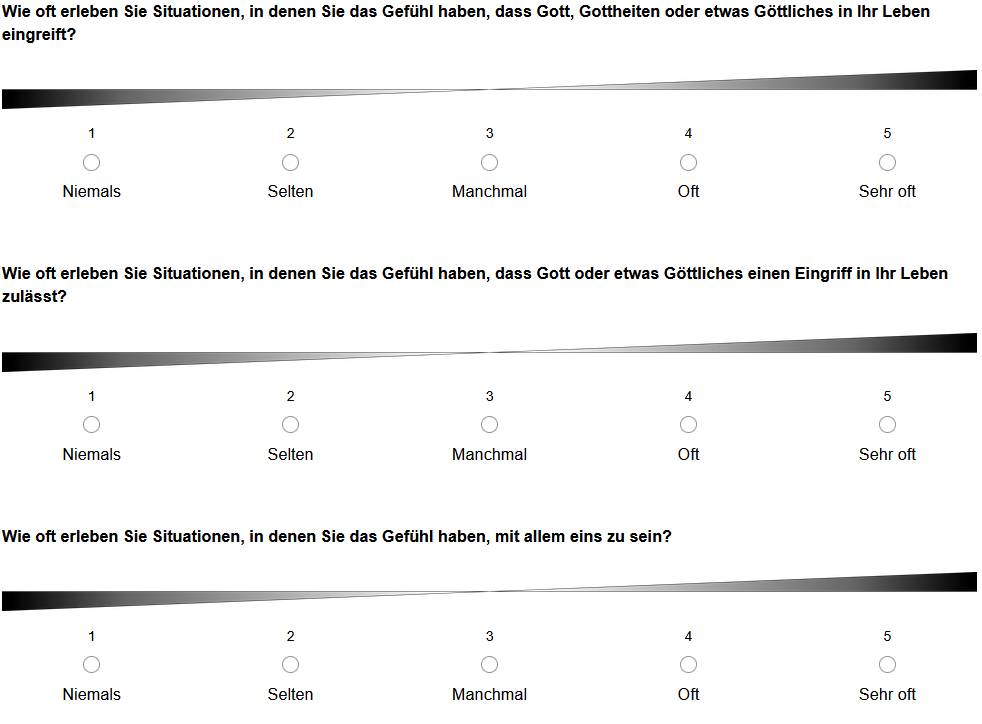 Wie oft erleben Sie Situationen, in denen Sie das Gefühl haben, dass Gott, Gottheiten oder etwas Göttliches in Ihr Leben
eingreift?
1 2 3 4 5
Niemals Selten Manchmal Oft Sehr oft
Wie oft erleben Sie Situationen, in denen Sie das Gefühl haben, dass Gott oder etwas Göttliches einen Eingriff in Ihr Leben
zulässt?
1 2 3 4 5
Niemals Selten Manchmal Oft Sehr oft
Wie oft erleben Sie Situationen, in denen Sie das Gefühl haben, mit allem eins zu sein?
1 2 3 4 5
Niemals Selten Manchmal Oft Sehr oft